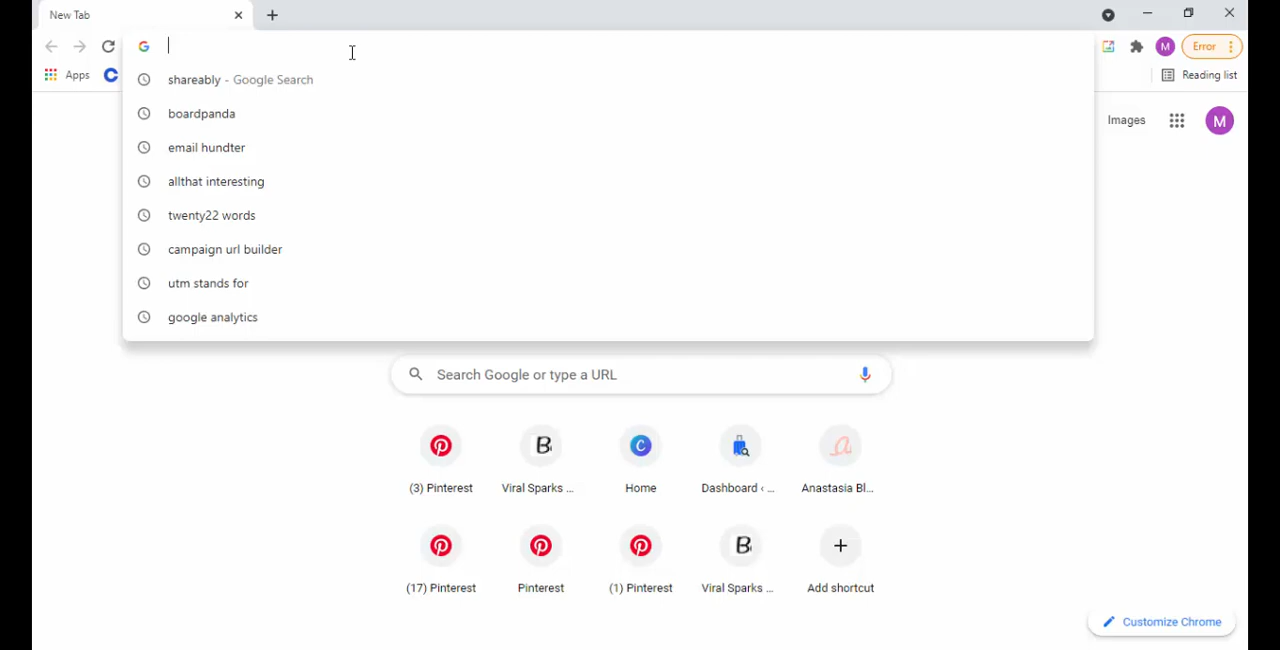 New Tab
Error
Apps
Reading list
shareably - Google Search
boardpanda
email hundter
allthat interesting
twenty22 words
campaign url builder
utm stands for
google analytics
Images
M
M
Search Google or type a URL
(3) Pinterest
Viral Sparks ...
Home
Dashboard ‹ ...
Anastasia Bl...
(17) Pinterest
Pinterest
(1) Pinterest
Viral Sparks ...
Add shortcut
Customize Chrome